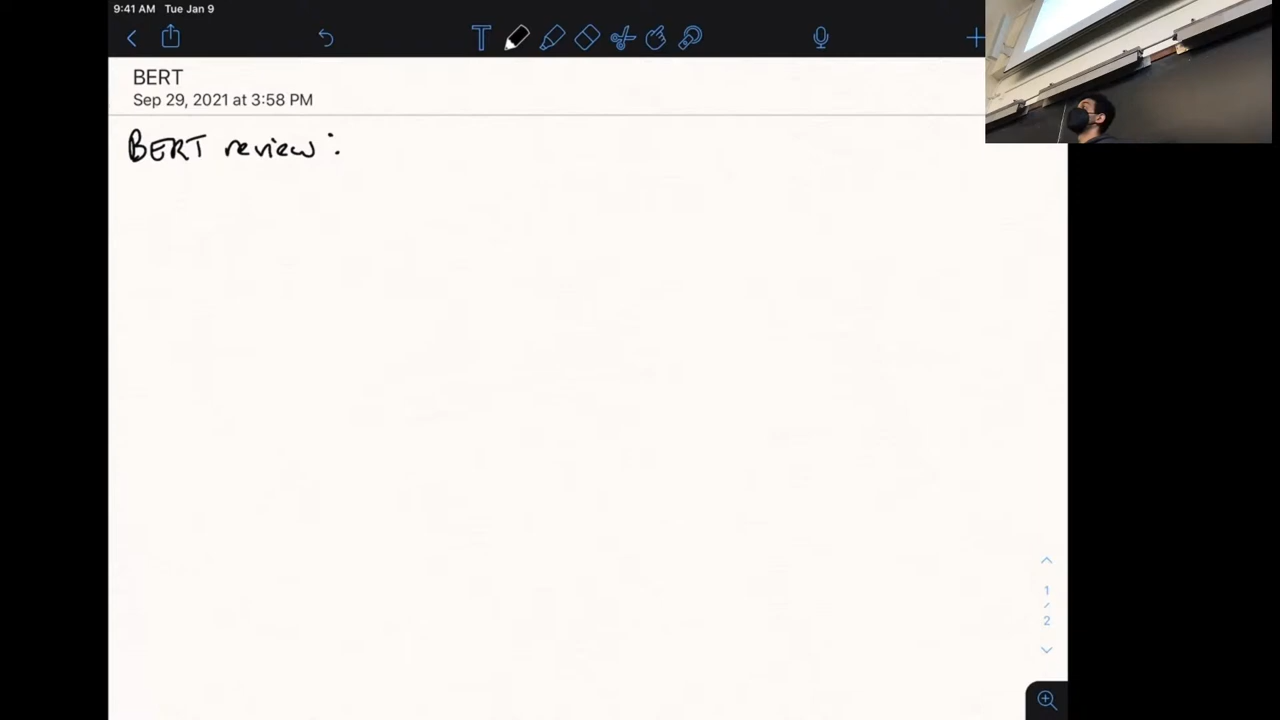 9:41 AM Tue Jan 9
T
BERT
Sep 29, 2021 at 3:58 PM
BERT review :
1
/
2